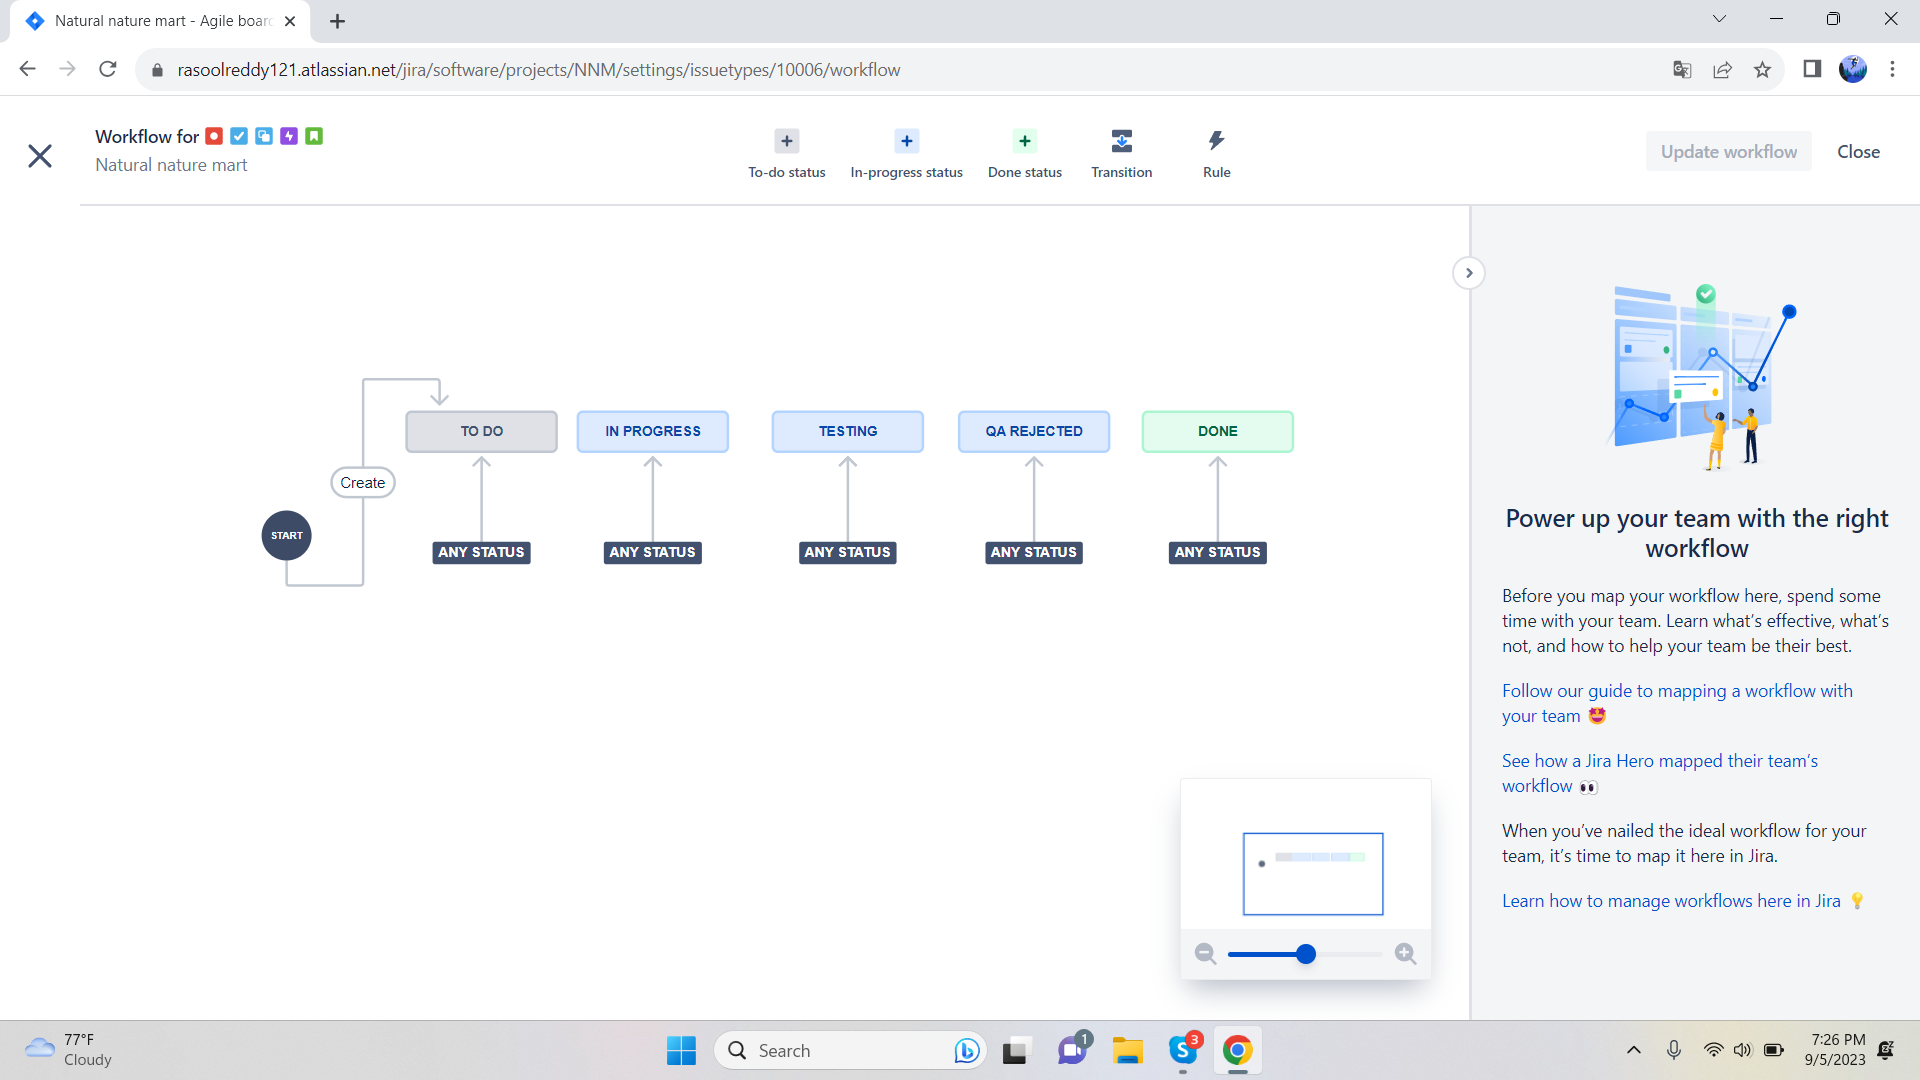 Natural nature mart - Agile boar
rasoolreddy121.atlassian.net/jira/software/projects/NNM/settings/issuetypes/10006/workflow
Workflow for
Natural nature mart
To-do status
In-progress status
Done status
Transition
Rule
Update workflow
Close
TO DO
IN PROGRESS
TESTING
QA REJECTED
DONE
Create
START
ANY STATUS
ANY STATUS
ANY STATUS
ANY STATUS
ANY STATUS
Power up your team with the right
workflow
Before you map your workflow here, spend some
time with your team. Learn what’s effective, what’s
not, and how to help your team be their best.
Follow our guide to mapping a workflow with
your team 🤩
See how a Jira Hero mapped their team’s
workflow 👀
When you’ve nailed the ideal workflow for your
team, it’s time to map it here in Jira.
Learn how to manage workflows here in Jira 💡
77°F
Cloudy
Search
1
3
7:26 PM
9/5/2023